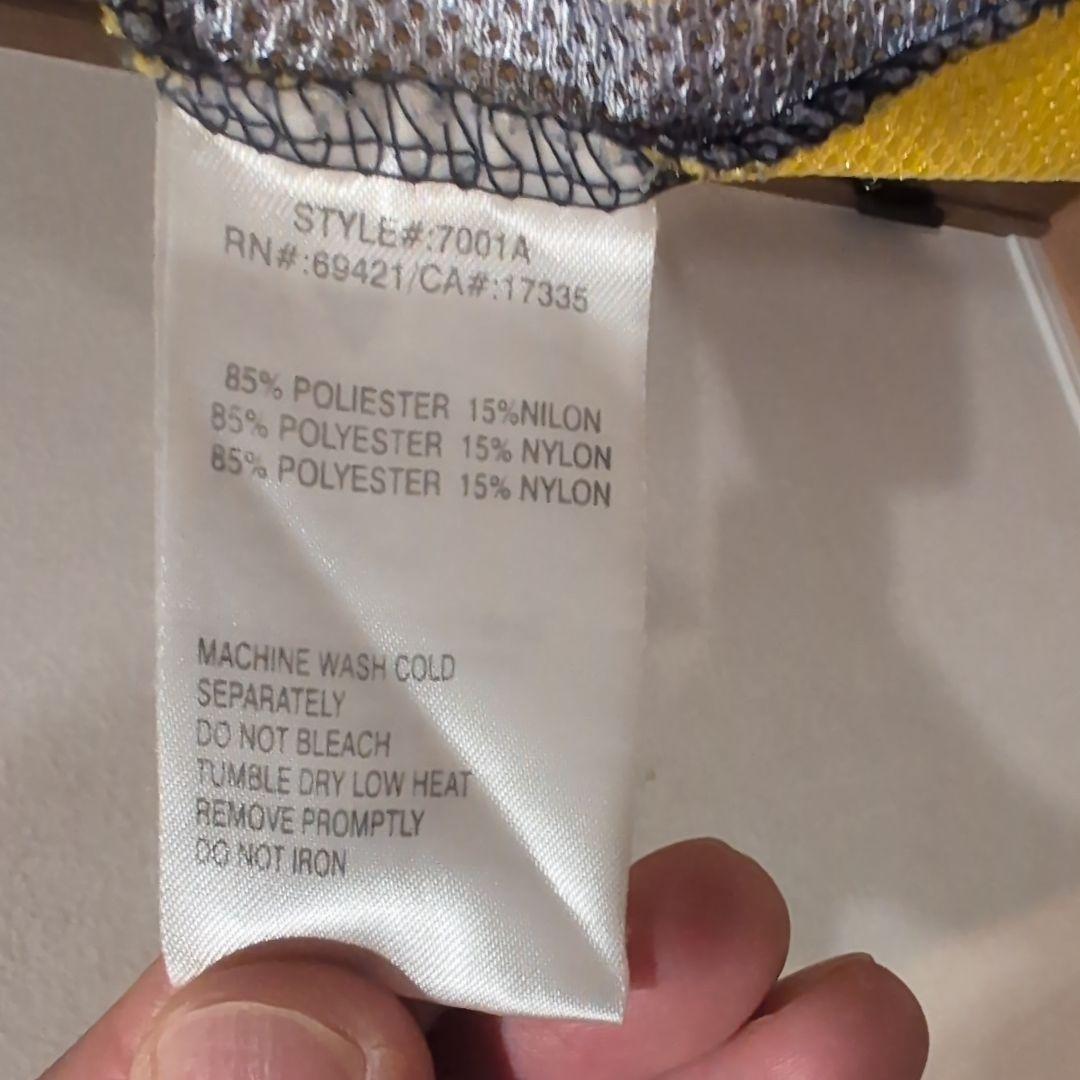 STYLE#:7001A
RN#:69421/CA#:17335
85% POLIESTER 15%NILON
85% POLYESTER 15% NYLON
85% POLYESTER 15% NYLON
MACHINE WASH COLD
SEPARATELY
DO NOT BLEACH
TUMBLE DRY LOW HEAT
REMOVE PROMPTLY
DO NOT IRON